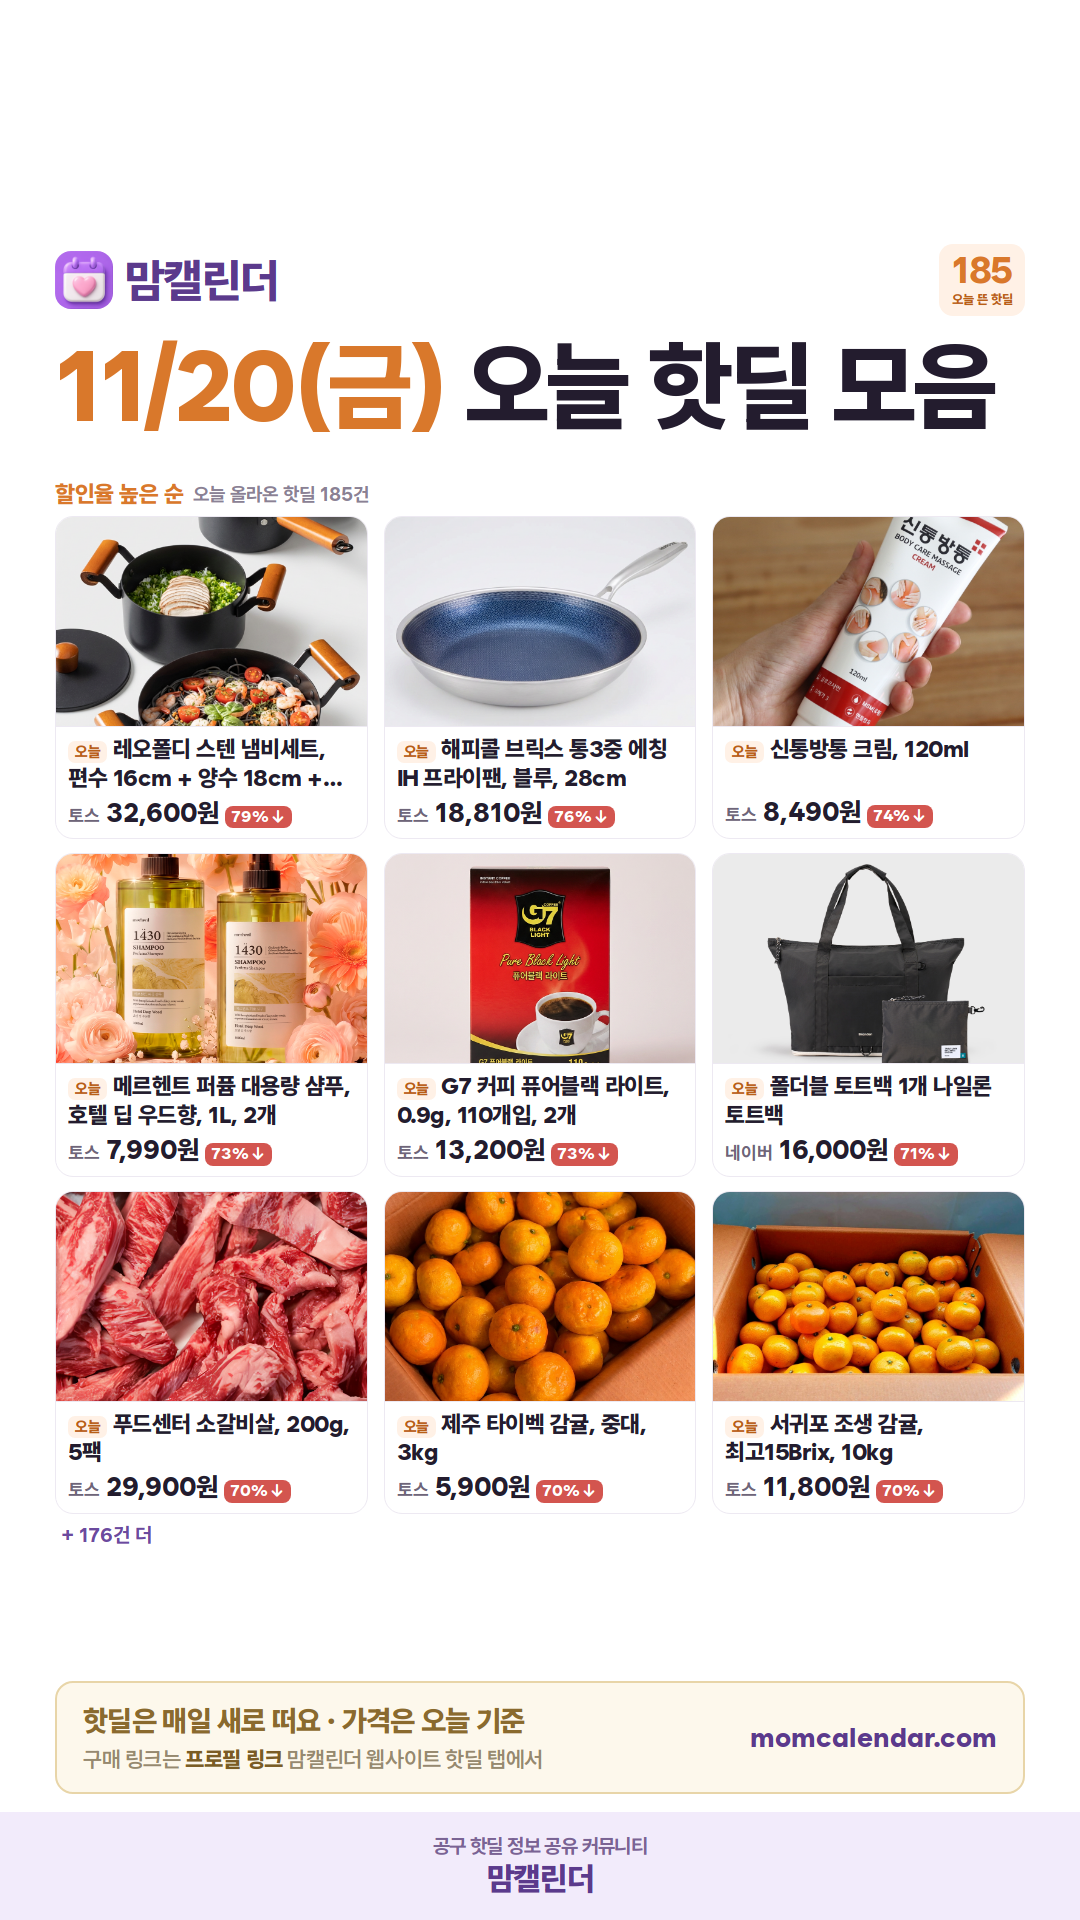 맘캘린더
185
오늘 뜬 핫딜
11/20(금) 오늘 핫딜 모음
할인율 높은 순 오늘 올라온 핫딜 185건
신통방통
BODY CARE MASSAGE
CREAM
120ml
오늘 레오폴디 스텐 냄비세트,
편수 16cm + 양수 18cm +...
토스 32,600원 79%↓
오늘 해피콜 브릭스 통3중 에칭
IH 프라이팬, 블루, 28cm
토스 18,810원 76%↓
오늘 신통방통 크림, 120ml
토스 8,490원 74%↓
1430
SHAMPOO
1430
SHAMPOO
INSTANT COFFEE
COFFEE
G7
BLACK
LIGHT
Pure Black Light
퓨어블랙 라이트
G7
G7 퓨어블랙 라이트
오늘 메르헨트 퍼퓸 대용량 샴푸,
호텔 딥 우드향, 1L, 2개
토스 7,990원 73%↓
오늘 G7 커피 퓨어블랙 라이트,
0.9g, 110개입, 2개
토스 13,200원 73%↓
오늘 폴더블 토트백 1개 나일론
토트백
네이버 16,000원 71%↓
오늘 푸드센터 소갈비살, 200g,
5팩
토스 29,900원 70%↓
오늘 제주 타이벡 감귤, 중대,
3kg
토스 5,900원 70%↓
오늘 서귀포 조생 감귤,
최고15Brix, 10kg
토스 11,800원 70%↓
+ 176건 더
핫딜은 매일 새로 떠요 · 가격은 오늘 기준
구매 링크는 프로필 링크 맘캘린더 웹사이트 핫딜 탭에서
momcalendar.com
공구 핫딜 정보 공유 커뮤니티
맘캘린더